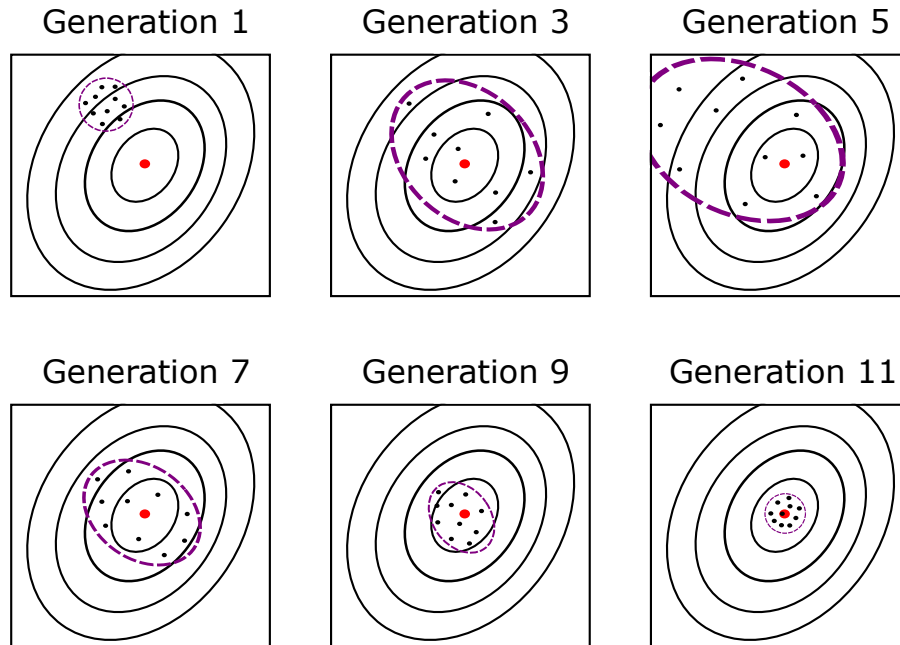 Generation 1
Generation 3
Generation 5
Generation 7
Generation 9
Generation 11